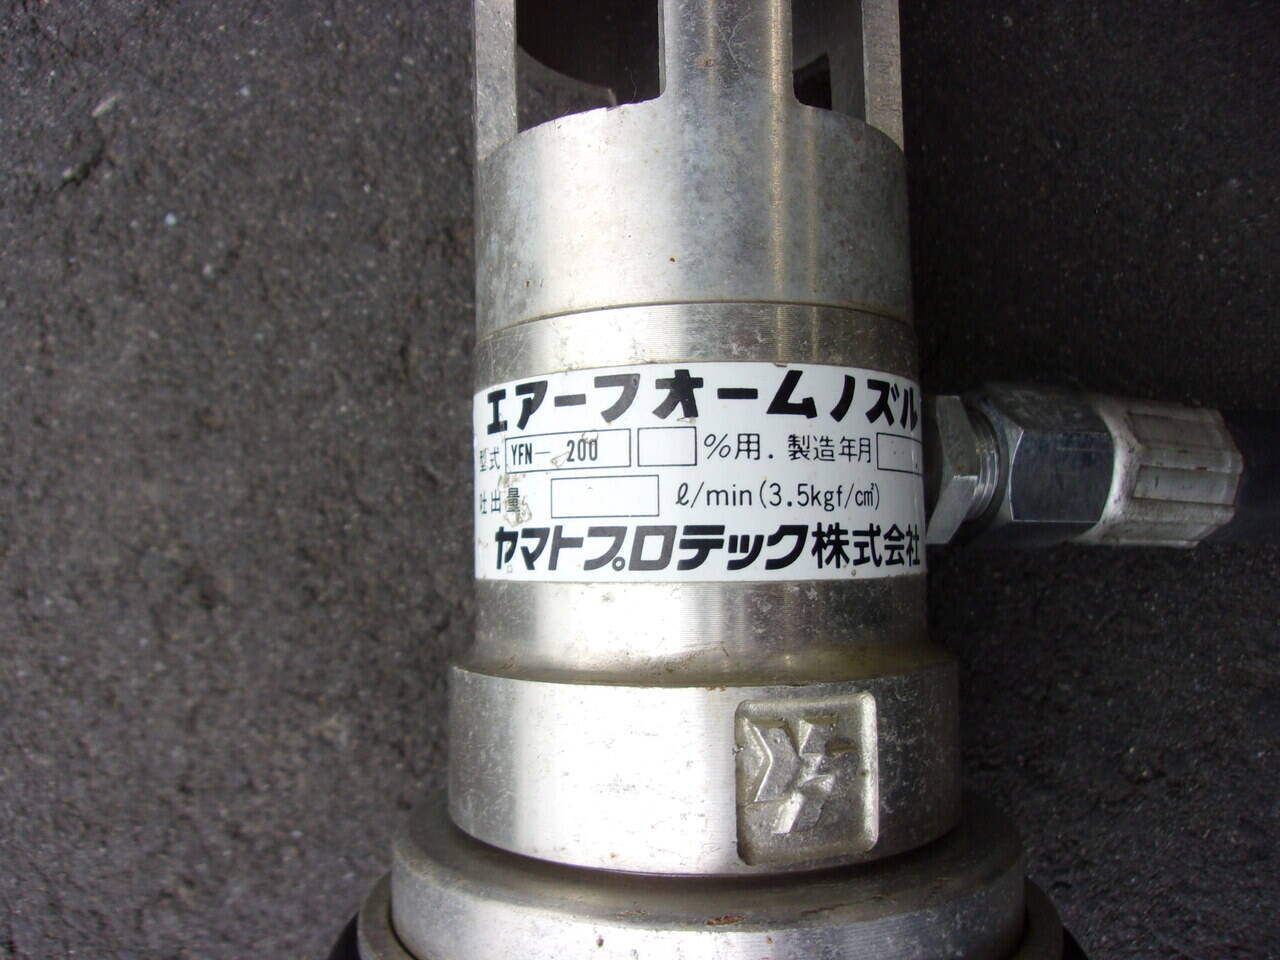 エアーフォームノズル
型式 YFN-200 %用. 製造年月
吐出量 ℓ/min(3.5kgf/c㎡)
ヤマトプロテック株式会社